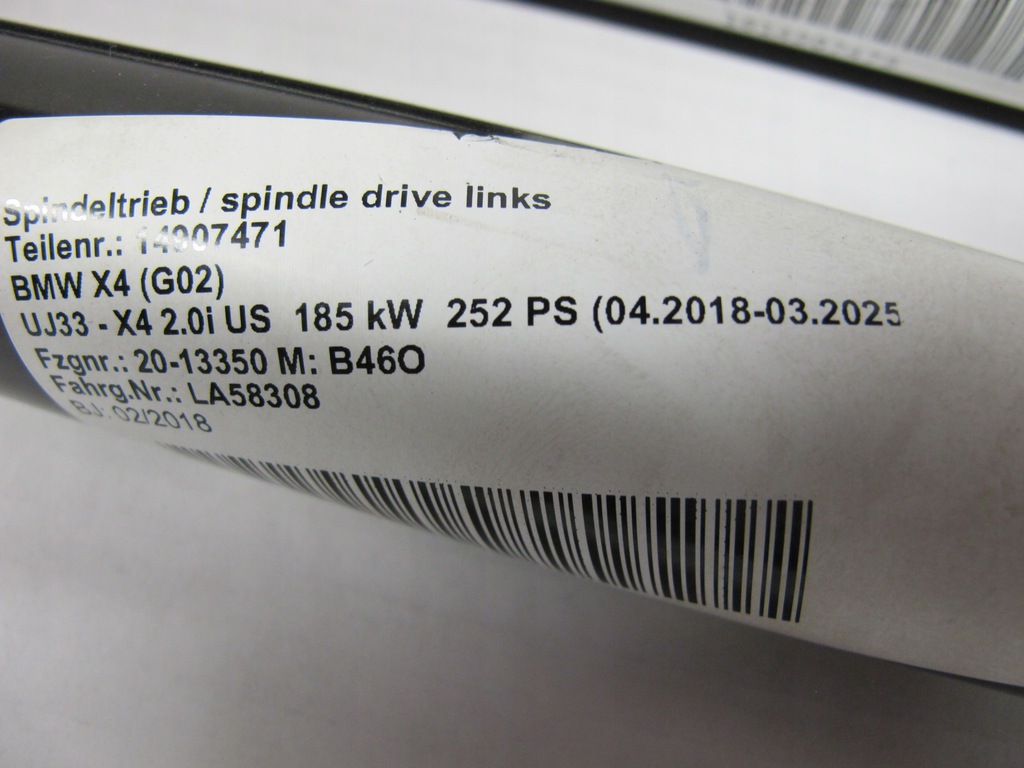 Spindeltrieb / spindle drive links
Teilenr.: 14907471
BMW X4 (G02)
UJ33 - X4 2.0i US 185 kW 252 PS (04.2018-03.2025
Fzgnr.: 20-13350 M: B46O
Fahrg.Nr.: LA58308
BJ: 02/2018